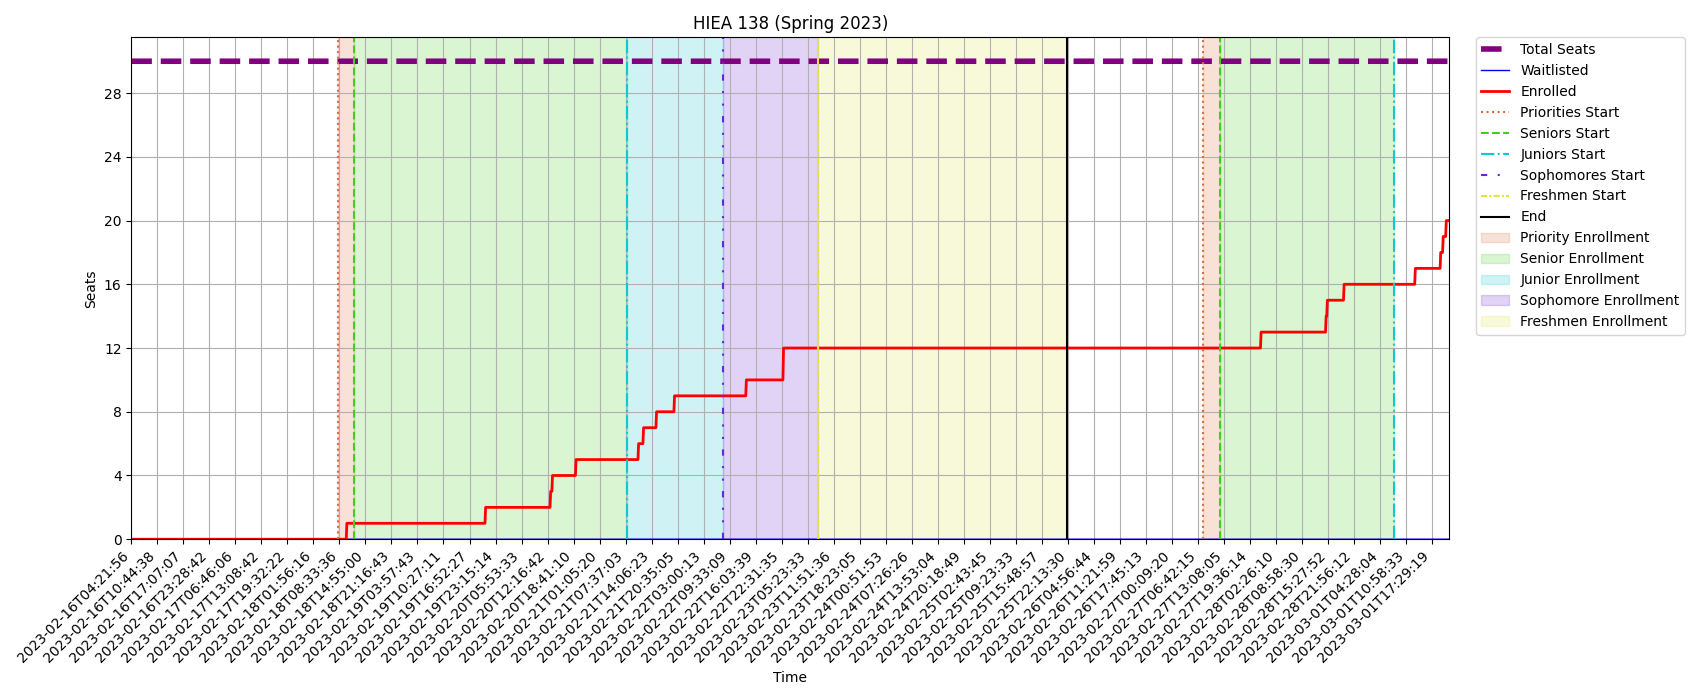 HIEA 138 (Spring 2023)
Seats
28
24
20
16
12
8
4
0
2023-02-16T04:21:56
2023-02-16T10:44:38
2023-02-16T17:07:07
2023-02-16T23:28:42
2023-02-17T06:46:06
2023-02-17T13:08:42
2023-02-17T19:32:22
2023-02-18T01:56:16
2023-02-18T08:33:36
2023-02-18T14:55:00
2023-02-18T21:16:43
2023-02-19T03:57:43
2023-02-19T10:27:11
2023-02-19T16:52:27
2023-02-19T23:15:14
2023-02-20T05:53:33
2023-02-20T12:16:42
2023-02-20T18:41:10
2023-02-21T01:05:20
2023-02-21T07:37:03
2023-02-21T14:06:23
2023-02-21T20:35:05
2023-02-22T03:00:13
2023-02-22T09:33:09
2023-02-22T16:03:39
2023-02-22T22:31:35
2023-02-23T05:23:33
2023-02-23T11:51:36
2023-02-23T18:23:05
2023-02-24T00:51:53
2023-02-24T07:26:26
2023-02-24T13:53:04
2023-02-24T20:18:49
2023-02-25T02:43:45
2023-02-25T09:23:33
2023-02-25T15:48:57
2023-02-25T22:13:30
2023-02-26T04:56:44
2023-02-26T11:21:59
2023-02-26T17:45:13
2023-02-27T00:09:20
2023-02-27T06:42:15
2023-02-27T13:08:05
2023-02-27T19:36:14
2023-02-28T02:26:10
2023-02-28T08:58:30
2023-02-28T15:27:52
2023-02-28T21:56:12
2023-03-01T04:28:04
2023-03-01T10:58:33
2023-03-01T17:29:19
Time
Total Seats
Waitlisted
Enrolled
Priorities Start
Seniors Start
Juniors Start
Sophomores Start
Freshmen Start
End
Priority Enrollment
Senior Enrollment
Junior Enrollment
Sophomore Enrollment
Freshmen Enrollment